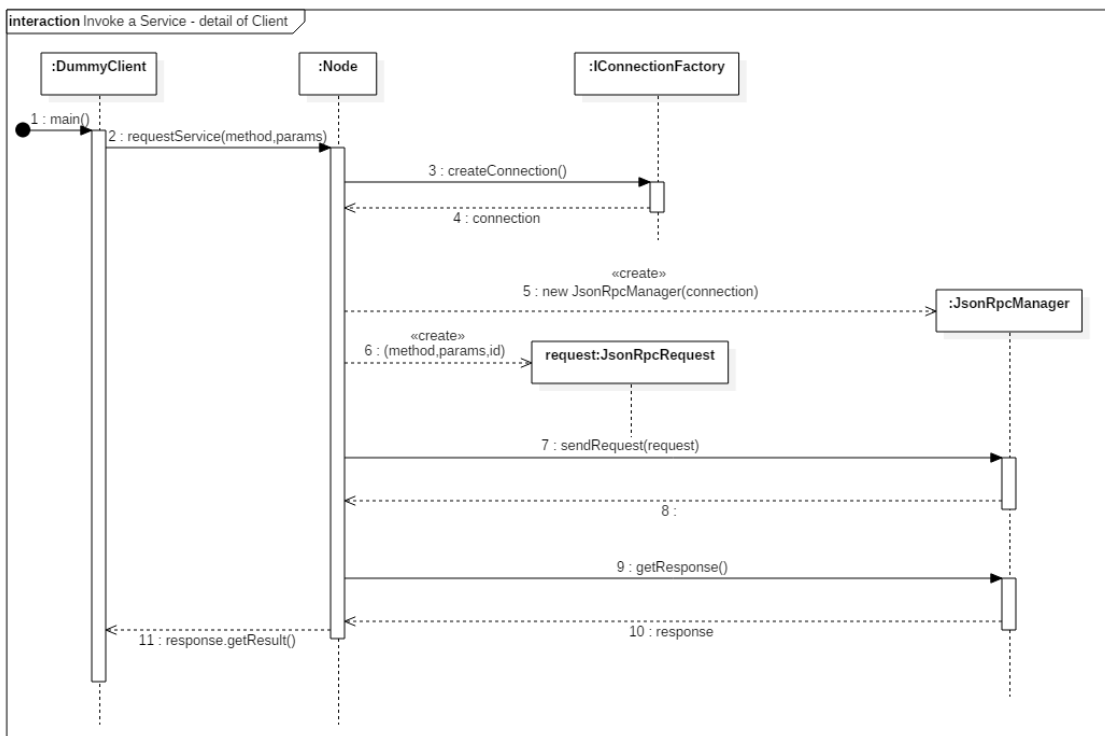 interaction Invoke a Service - detail of Client
:DummyClient
:Node
:IConnectionFactory
1 : main()
2 : requestService(method,params)
3 : createConnection()
4 : connection
«create»
5 : new JsonRpcManager(connection)
:JsonRpcManager
«create»
6 : (method,params,id)
request:JsonRpcRequest
7 : sendRequest(request)
8 :
9 : getResponse()
10 : response
11 : response.getResult()